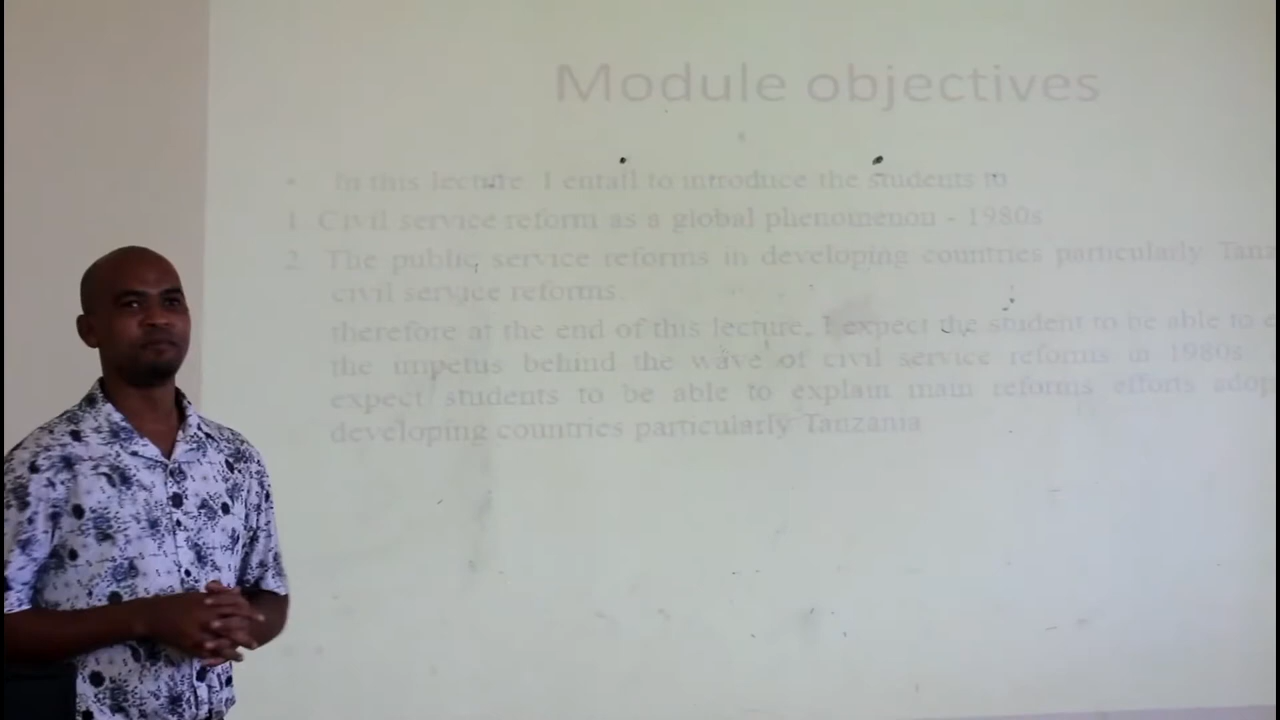 Module objectives
• In this lecture, I entail to introduce the students to
1. Civil service reform as a global phenomenon - 1980s
2. The public service reforms in developing countries particularly
civil service reforms.
therefore at the end of this lecture, I expect the student to be able to
the impetus behind the wave of civil service reforms in 1980s
expect students to be able to explain main reforms efforts
developing countries particularly Tanzania